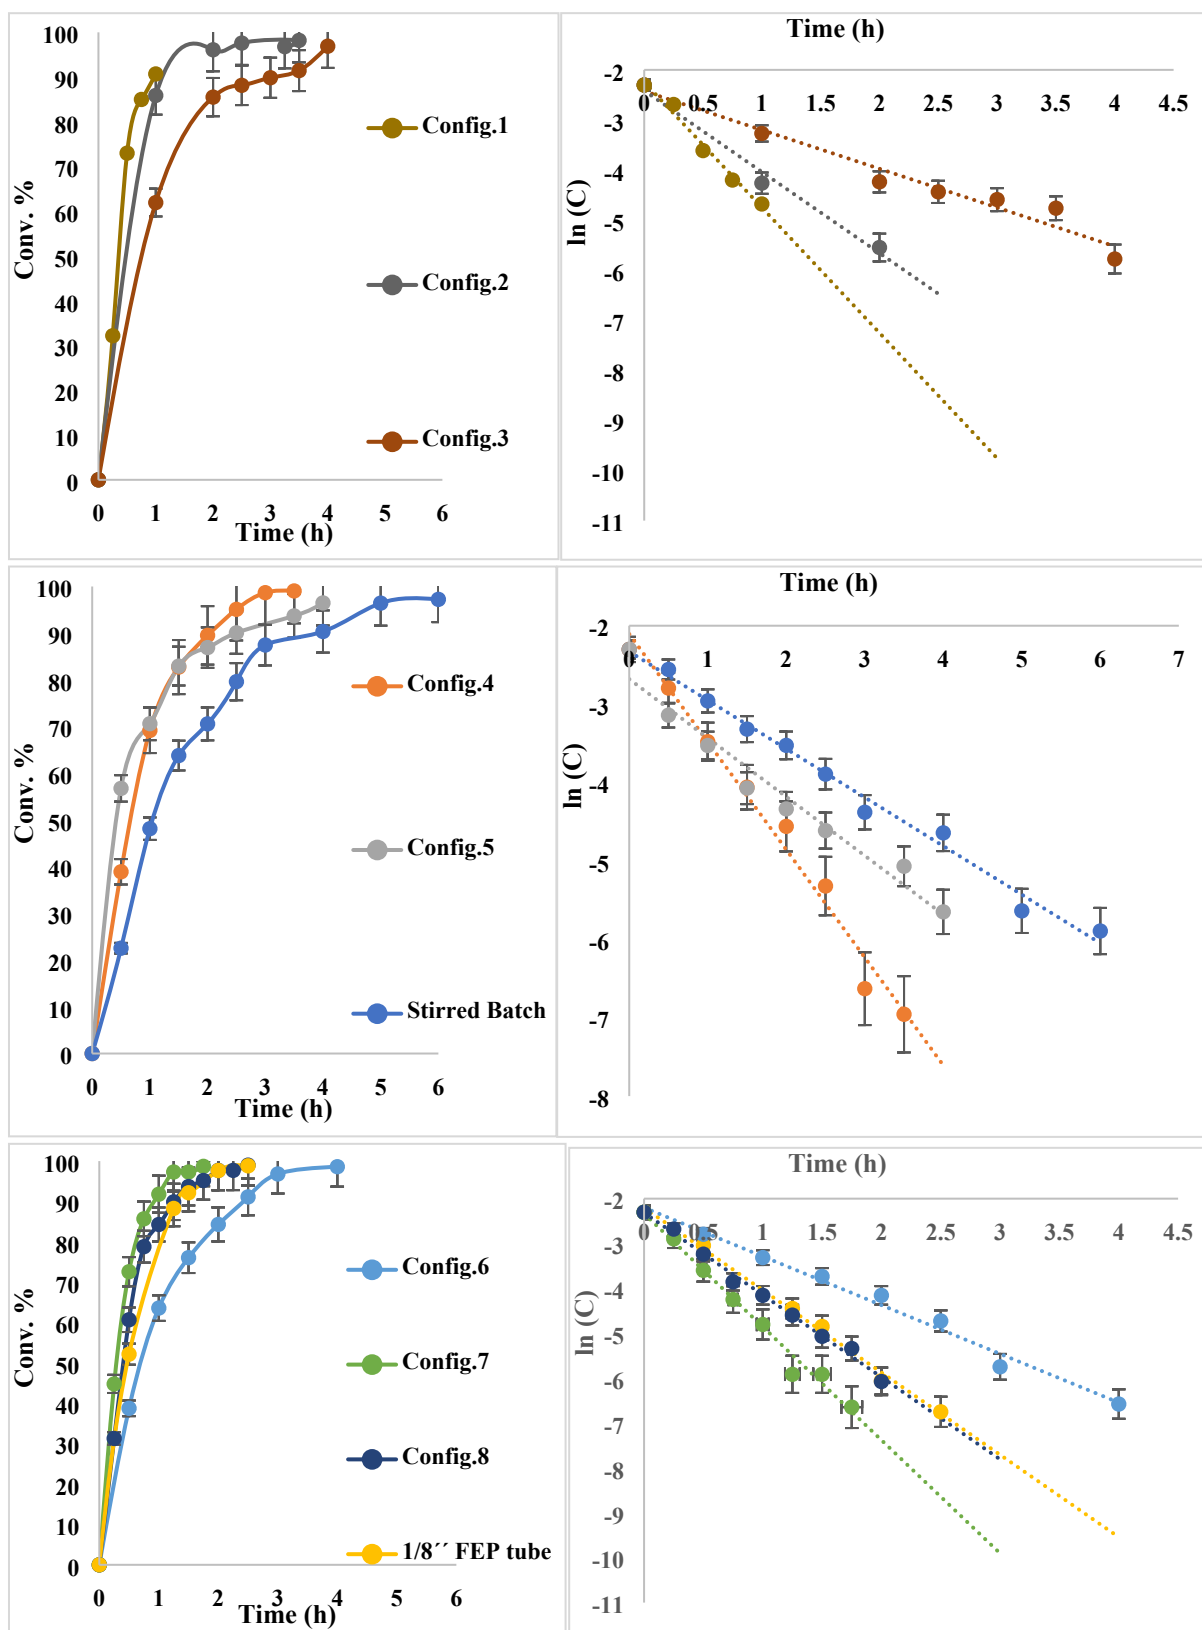 Conv. %
100
90
80
70
60
50
40
30
20
10
0
Config.1
Config.2
Config.3
0 1 2 3 4 5 6
Time (h)
Time (h)
ln (C)
-2
0 0.5 1 1.5 2 2.5 3 3.5 4 4.5
-3
-4
-5
-6
-7
-8
-9
-10
-11
Conv. %
100
90
80
70
60
50
40
30
20
10
0
Config.4
Config.5
Stirred Batch
0 1 2 3 4 5 6
Time (h)
Time (h)
ln (C)
-2
0 1 2 3 4 5 6 7
-3
-4
-5
-6
-7
-8
Conv. %
100
90
80
70
60
50
40
30
20
10
0
Config.6
Config.7
Config.8
1/8´´ FEP tube
0 1 2 3 4 5 6
Time (h)
Time (h)
ln (C)
-2
0 0.5 1 1.5 2 2.5 3 3.5 4 4.5
-3
-4
-5
-6
-7
-8
-9
-10
-11